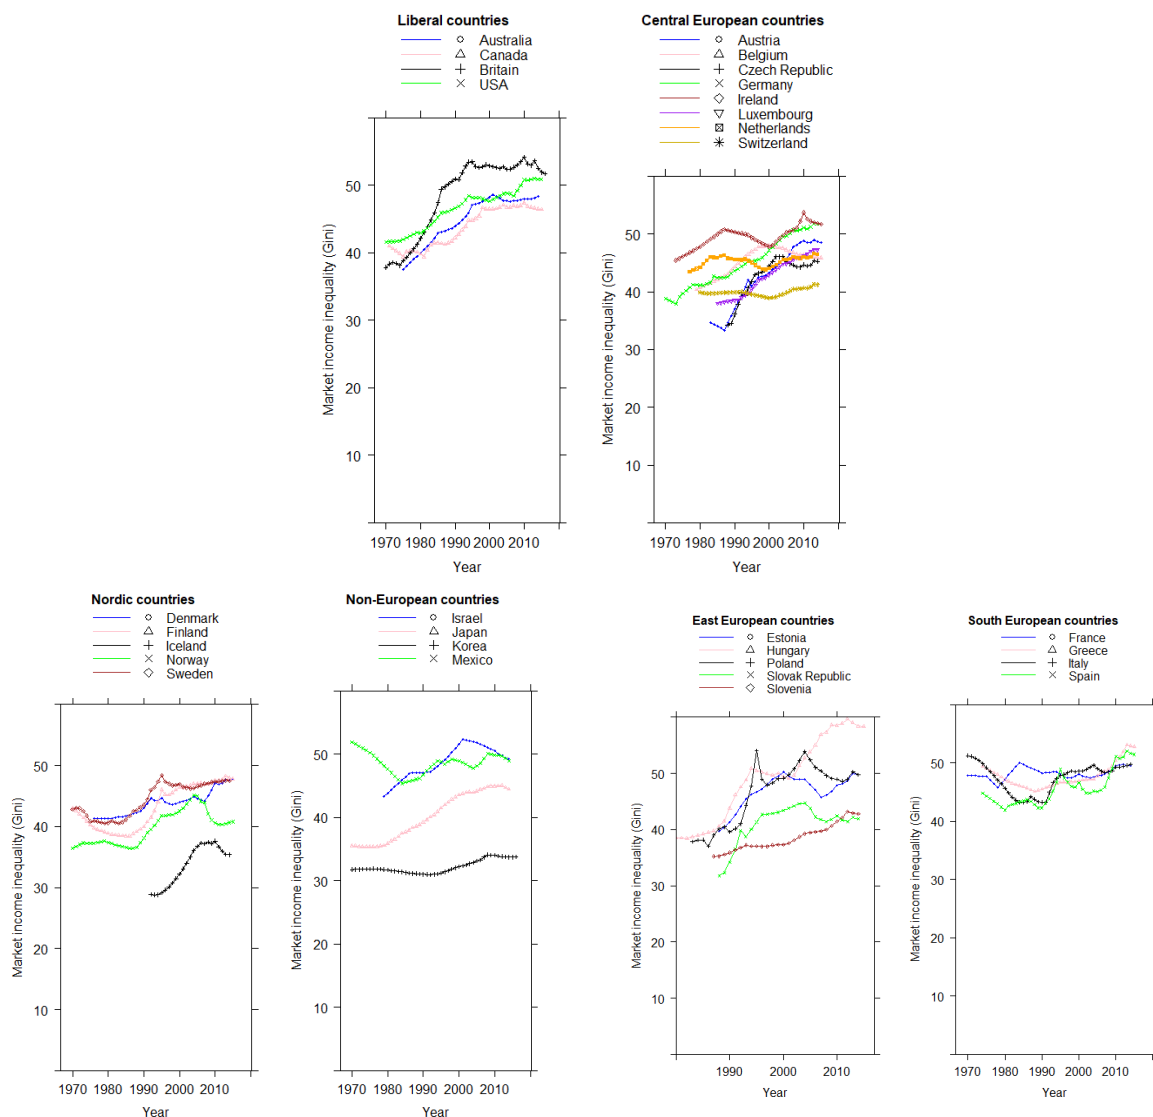 Liberal countries
Australia
Canada
Britain
USA
Market income inequality (Gini)
50
40
30
20
10
1970 1980 1990 2000 2010
Year
Central European countries
Austria
Belgium
Czech Republic
Germany
Ireland
Luxembourg
Netherlands
Switzerland
Market income inequality (Gini)
50
40
30
20
10
1970 1980 1990 2000 2010
Year
Nordic countries
Denmark
Finland
Iceland
Norway
Sweden
Market income inequality (Gini)
50
40
30
20
10
1970 1980 1990 2000 2010
Year
Non-European countries
Israel
Japan
Korea
Mexico
Market income inequality (Gini)
50
40
30
20
10
1970 1980 1990 2000 2010
Year
East European countries
Estonia
Hungary
Poland
Slovak Republic
Slovenia
Market income inequality (Gini)
50
40
30
20
10
1990 2000 2010
Year
South European countries
France
Greece
Italy
Spain
Market income inequality (Gini)
50
40
30
20
10
1970 1980 1990 2000 2010
Year